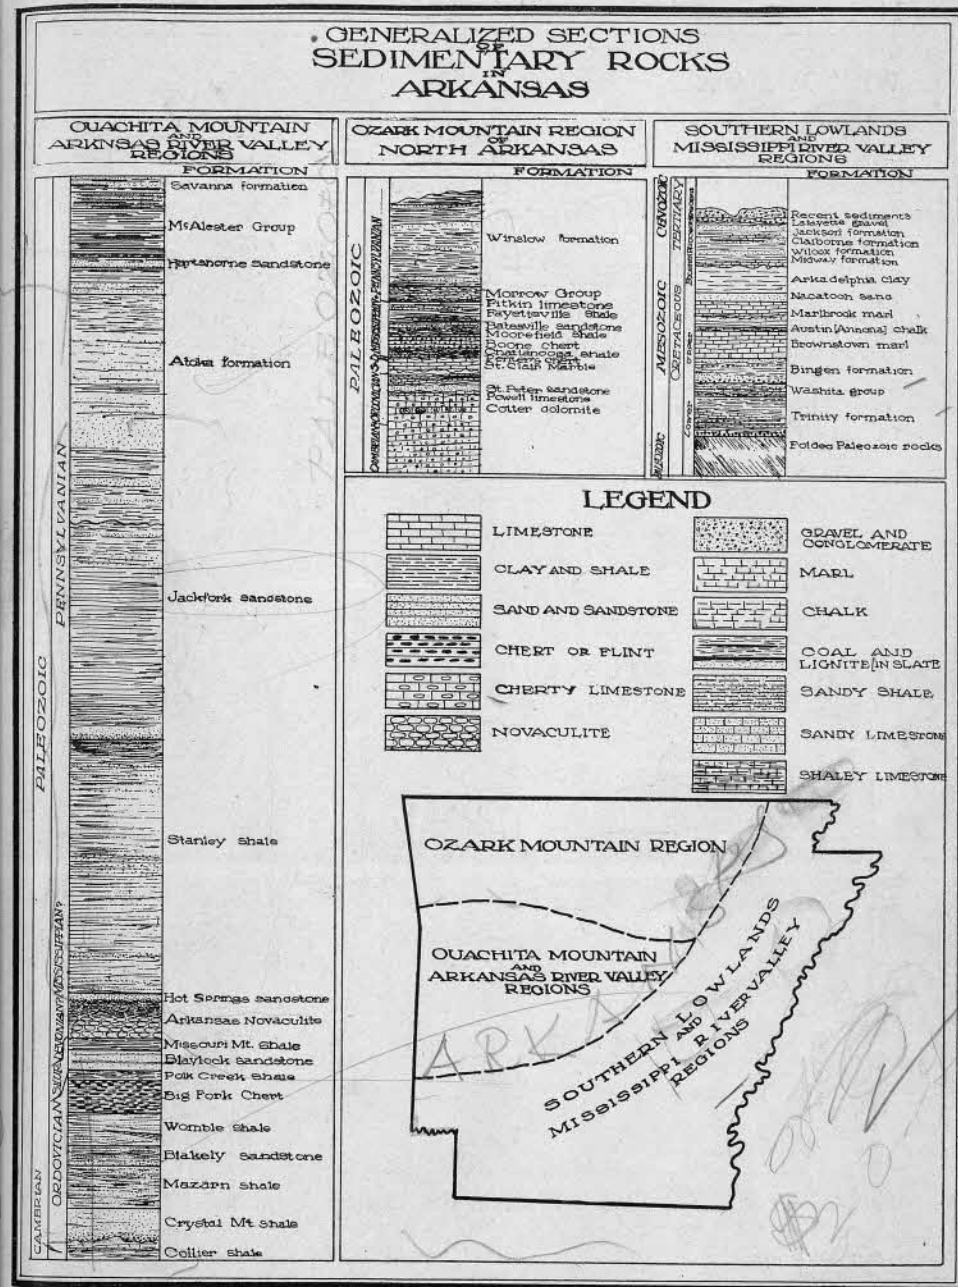 GENERALIZED SECTIONS
OF
SEDIMENTARY ROCKS
IN
ARKANSAS
OUACHITA MOUNTAIN
AND
ARKNSAS RIVER VALLEY
REGIONS
FORMATION
Savanna formation
McAlester Group
Hartshorne Sandstone
Atoka formation
Jackfork sandstone
Stanley shale
Hot Springs sandstone
Arkansas Novaculite
Missouri Mt. Shale
Blaylock Sandstone
Polk Creek Shale
Big Fork Chert
Womble shale
Blakely sandstone
Mazarn shale
Crystal Mt. Shale
Collier shale
PALEOZOIC
PENNSYLVANIAN
MISSISSIPPIAN?
DEVONIAN
SILUR.
ORDOVICIAN
CAMBRIAN
OZARK MOUNTAIN REGION
OF
NORTH ARKANSAS
FORMATION
PALEOZOIC
Winslow formation
Morrow Group
Pitkin limestone
Fayetteville Shale
Batesville sandstone
Moorefield Shale
Boone Chert
Chattanooga shale
St. Clair Marble
St. Peter sandstone
Powell limestone
Cotter dolomite
SOUTHERN LOWLANDS
AND
MISSISSIPPI RIVER VALLEY
REGIONS
FORMATION
CENOZOIC
TERTIARY
MESOZOIC
CRETACEOUS
Lower
Recent sediments
Lafayette gravel
Jackson formation
Claiborne formation
Wilcox formation
Midway formation
Arkadelphia clay
Nacatoch sand
Marlbrook marl
Austin [Annona] chalk
Brownstown marl
Bingen formation
Washita group
Trinity formation
Folded Paleozoic rocks
LEGEND
LIMESTONE
CLAY AND SHALE
SAND AND SANDSTONE
CHERT OR FLINT
CHERTY LIMESTONE
NOVACULITE
GRAVEL AND
CONGLOMERATE
MARL
CHALK
COAL AND
LIGNITE [IN SLATE
SANDY SHALE
SANDY LIMESTONE
SHALEY LIMESTONE
OZARK MOUNTAIN REGION
OUACHITA MOUNTAIN
AND
ARKANSAS RIVER VALLEY
REGIONS
SOUTHERN LOWLANDS
AND
MISSISSIPPI RIVER VALLEY
REGIONS